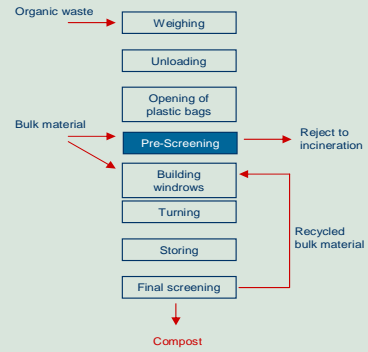 Organic waste
Weighing
Unloading
Opening of
plastic bags
Bulk material
Pre-Screening
Reject to
incineration
Building
windrows
Turning
Recycled
bulk material
Storing
Final screening
Compost